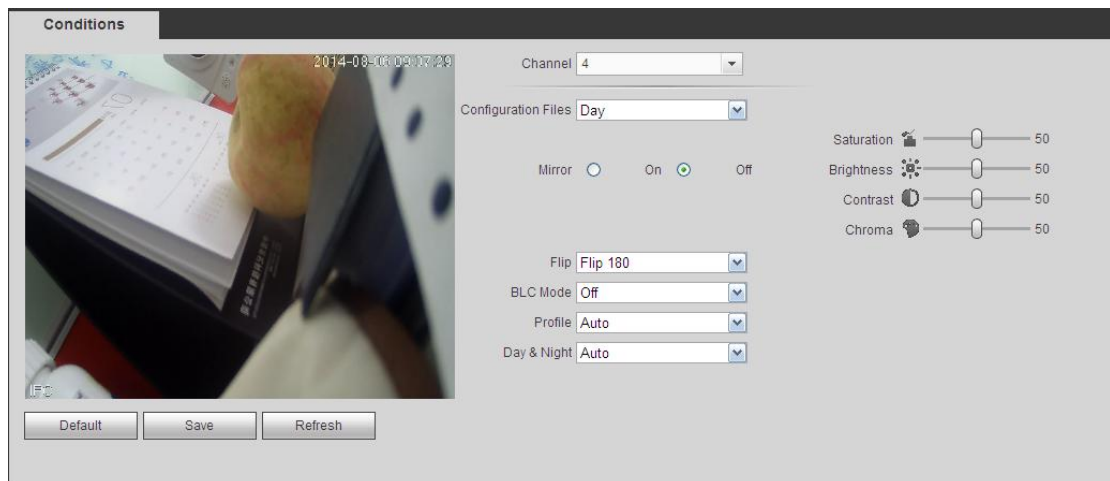 Conditions
2014-08-06 09:07:29
IPC
Default
Save
Refresh
Channel 4
Configuration Files Day
Mirror On Off
Flip Flip 180
BLC Mode Off
Profile Auto
Day & Night Auto
Saturation 50
Brightness 50
Contrast 50
Chroma 50